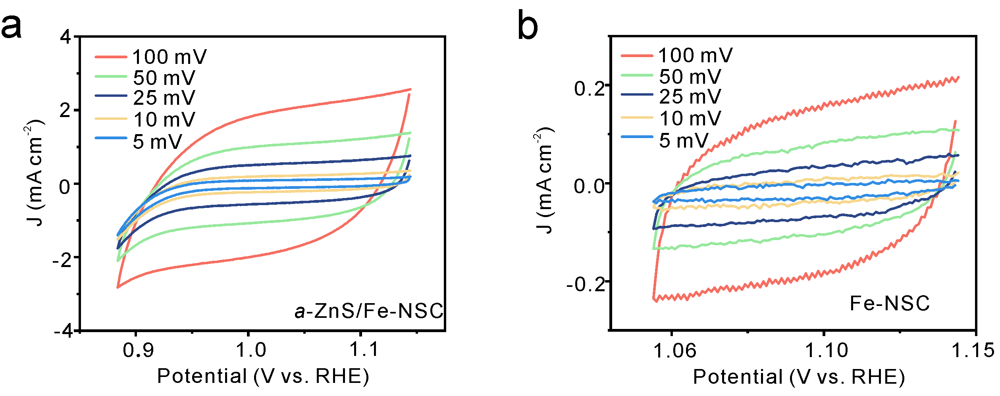 a
4
2
0
-2
-4
100 mV
50 mV
25 mV
10 mV
5 mV
J (mA cm-2)
a-ZnS/Fe-NSC
0.9 1.0 1.1
Potential (V vs. RHE)
b
0.2
0.0
-0.2
100 mV
50 mV
25 mV
10 mV
5 mV
J (mA cm-2)
Fe-NSC
1.06 1.10 1.15
Potential (V vs. RHE)